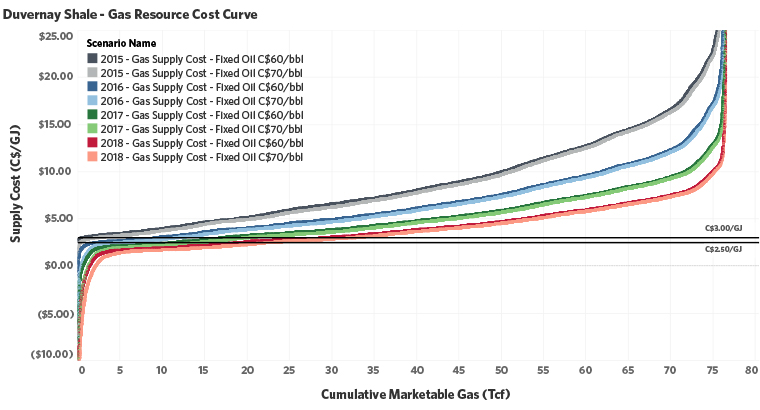 Duvernay Shale - Gas Resource Cost Curve
Scenario Name
2015 - Gas Supply Cost - Fixed Oil C$60/bbl
2015 - Gas Supply Cost - Fixed Oil C$70/bbl
2016 - Gas Supply Cost - Fixed Oil C$60/bbl
2016 - Gas Supply Cost - Fixed Oil C$70/bbl
2017 - Gas Supply Cost - Fixed Oil C$60/bbl
2017 - Gas Supply Cost - Fixed Oil C$70/bbl
2018 - Gas Supply Cost - Fixed Oil C$60/bbl
2018 - Gas Supply Cost - Fixed Oil C$70/bbl
Supply Cost (C$/GJ)
$25.00
$20.00
$15.00
$10.00
$5.00
$0.00
($5.00)
($10.00)
C$3.00/GJ
C$2.50/GJ
0 5 10 15 20 25 30 35 40 45 50 55 60 65 70 75 80
Cumulative Marketable Gas (Tcf)